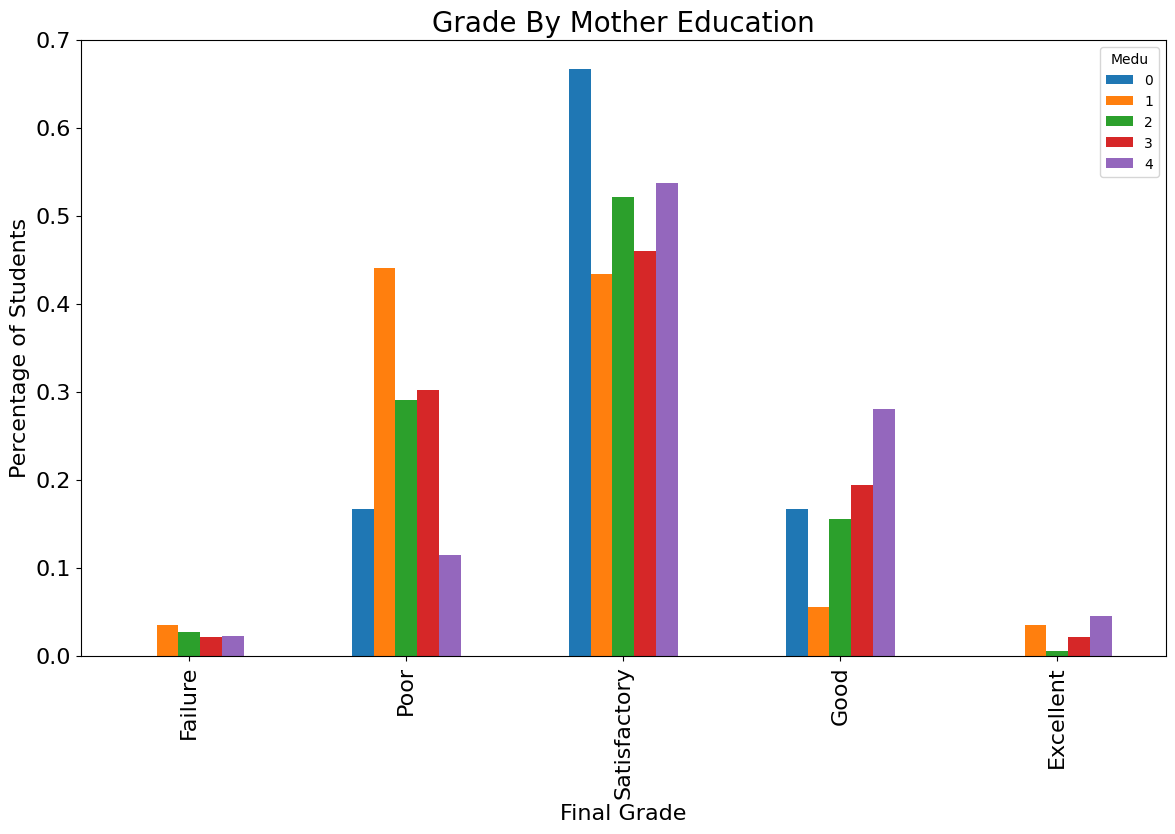 Grade By Mother Education
Percentage of Students
0.7
0.6
0.5
0.4
0.3
0.2
0.1
0.0
Medu
0
1
2
3
4
Failure
Poor
Satisfactory
Good
Excellent
Final Grade